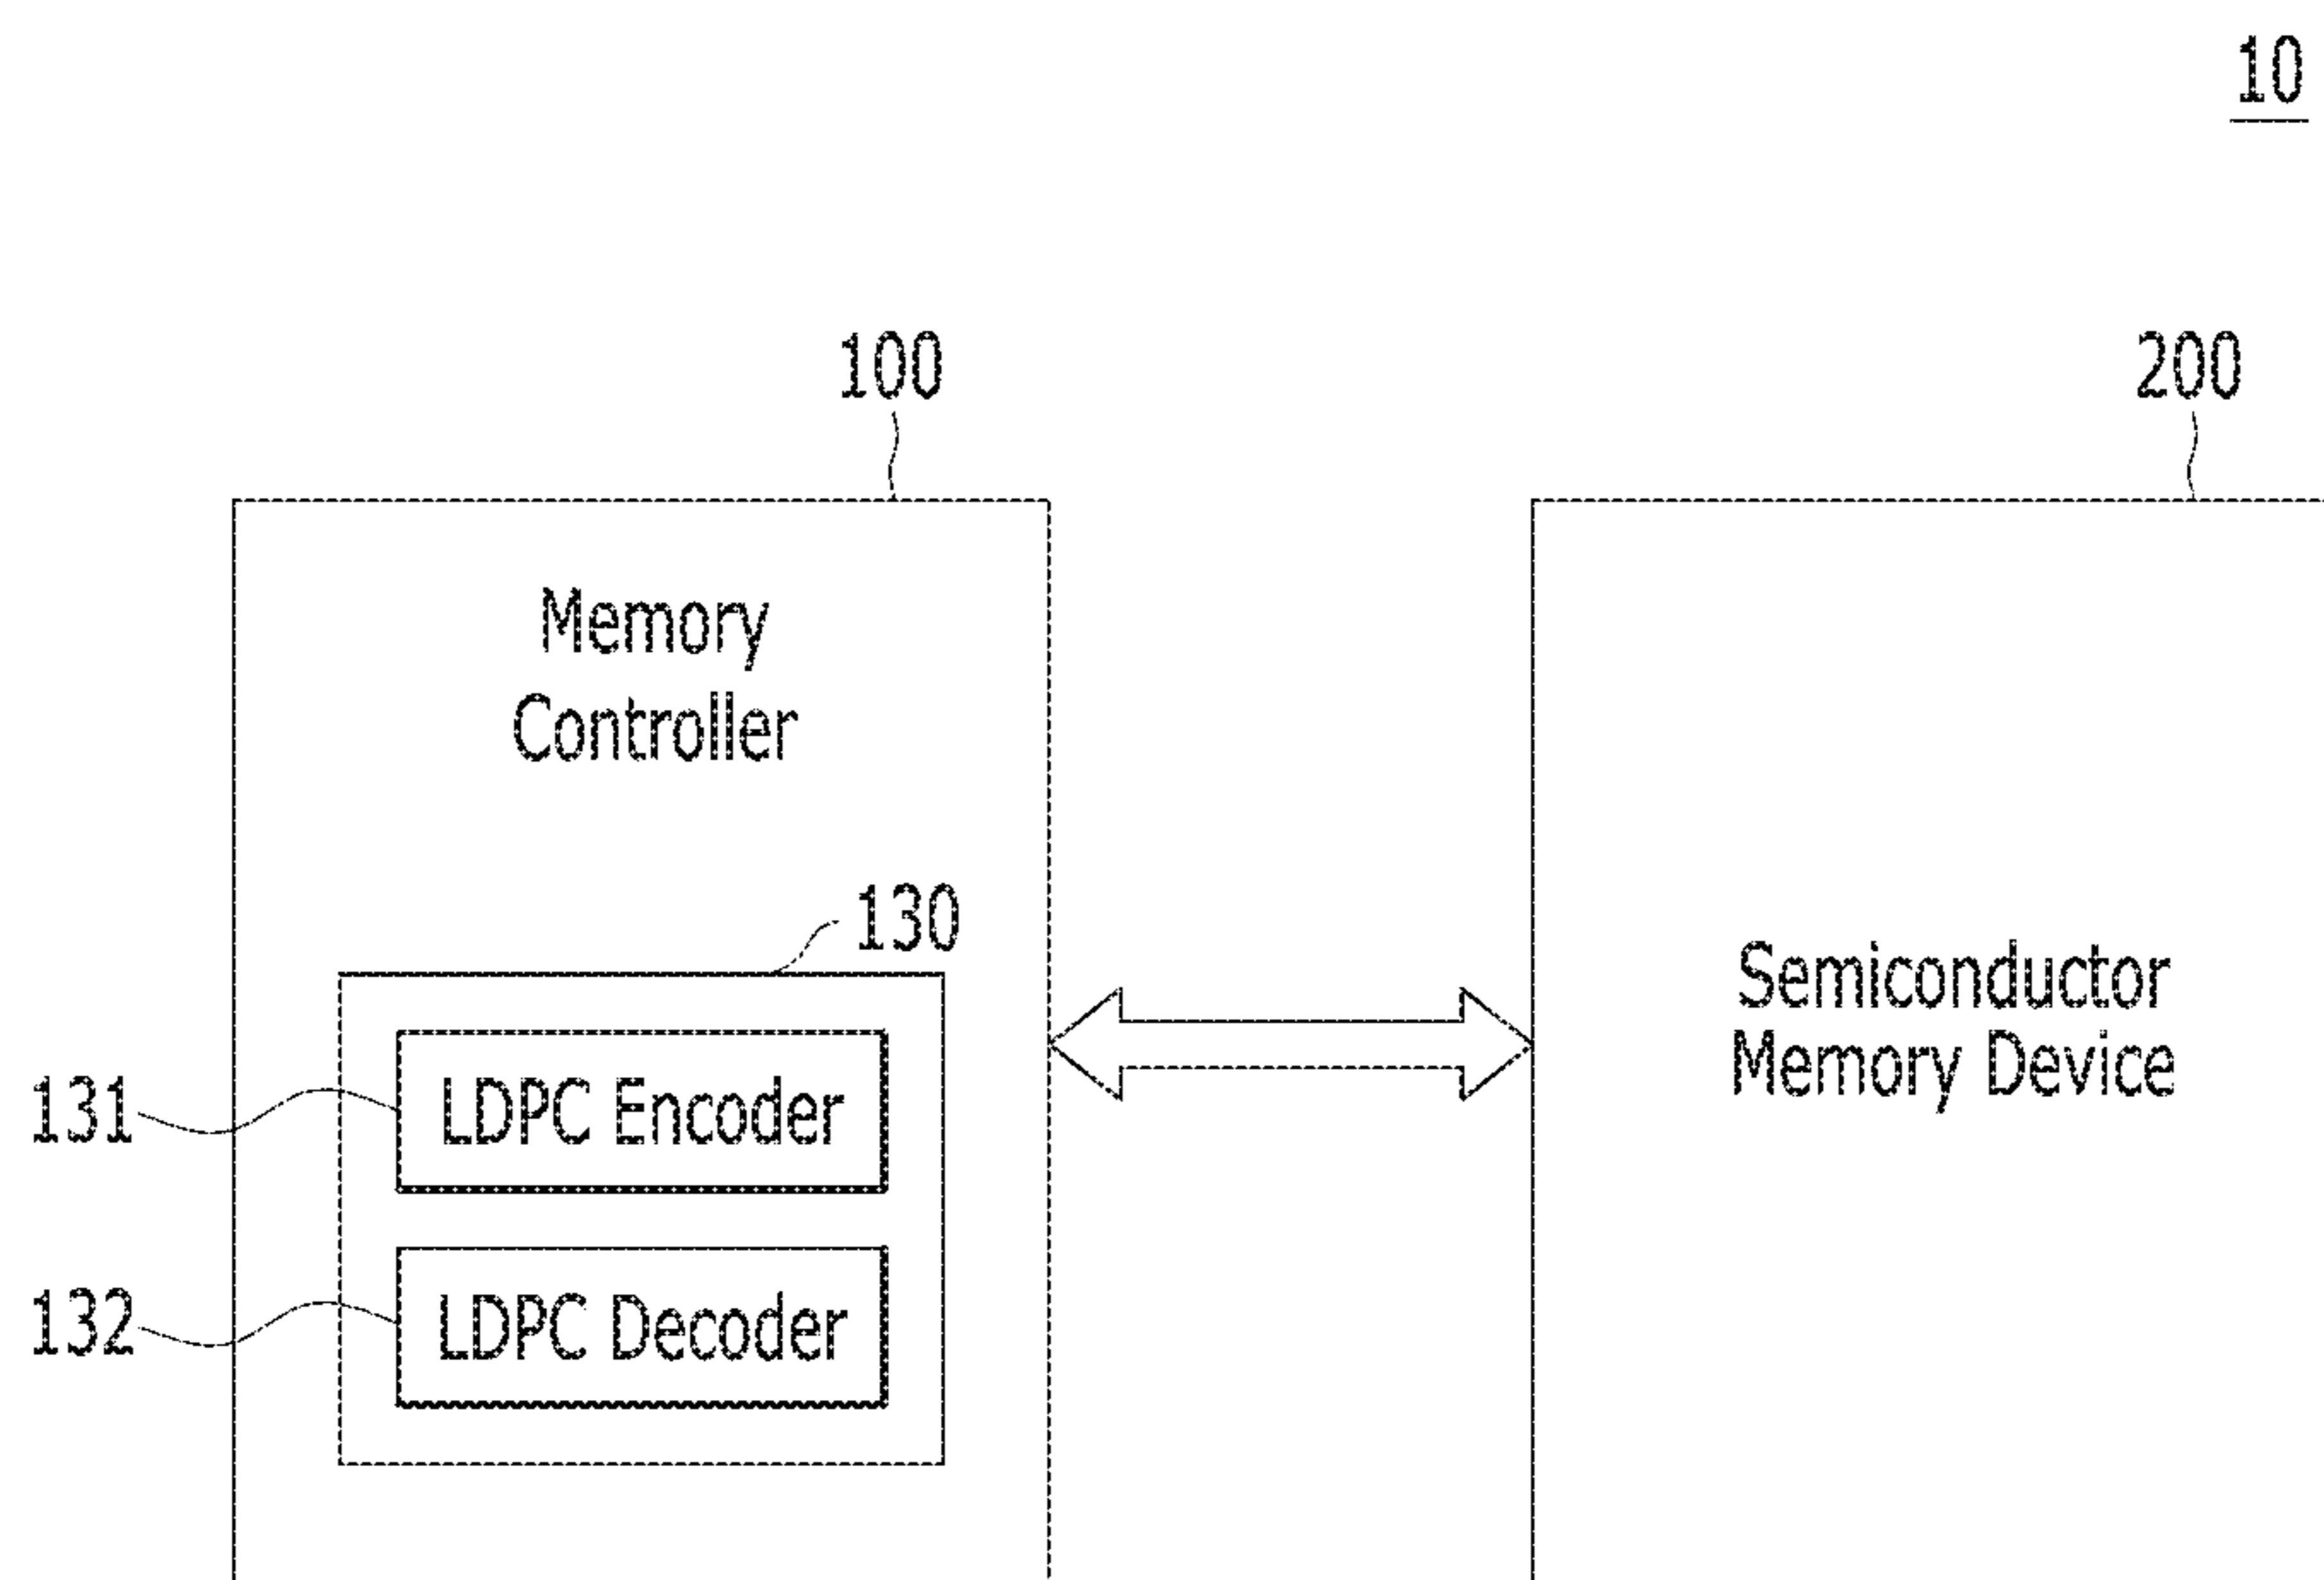 10
100
200
Memory
Controller
130
Semiconductor
Memory Device
131
LDPC Encoder
132
LDPC Decoder